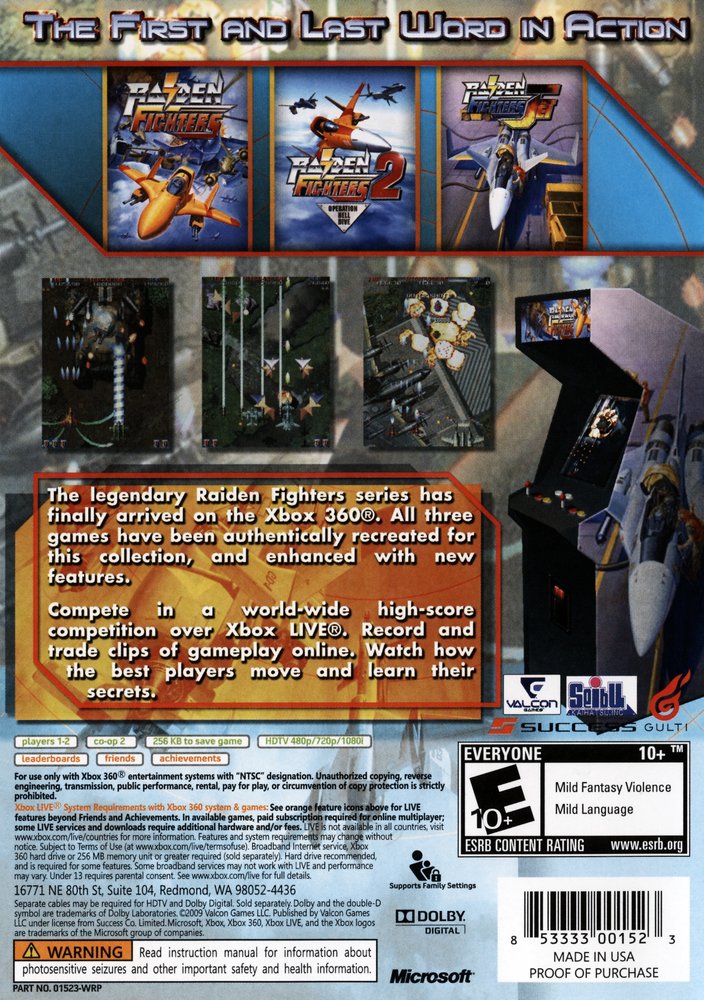 The First and Last Word in Action
RAIDEN FIGHTERS
RAIDEN FIGHTERS 2
OPERATION HELL DIVE
RAIDEN FIGHTERS JET
The legendary Raiden Fighters series has
finally arrived on the Xbox 360®. All three
games have been authentically recreated for
this collection, and enhanced with new
features.
Compete in a world-wide high-score
competition over Xbox LIVE®. Record and
trade clips of gameplay online. Watch how
the best players move and learn their
secrets.
VALCON GAMES
Seibu KAIHATSU,INC
SUCCESS GULTI
players 1-2 co-op 2 256 KB to save game HDTV 480p/720p/1080i
leaderboards friends achievements
For use only with Xbox 360® entertainment systems with "NTSC" designation. Unauthorized copying, reverse
engineering, transmission, public performance, rental, pay for play, or circumvention of copy protection is strictly
prohibited.
Xbox LIVE® System Requirements with Xbox 360 system & games: See orange feature icons above for LIVE
features beyond Friends and Achievements. In available games, paid subscription required for online multiplayer;
some LIVE services and downloads require additional hardware and/or fees. LIVE is not available in all countries, visit
www.xbox.com/live/countries for more information. Features and system requirements may change without
notice. Subject to Terms of Use (at www.xbox.com/live/termsofuse). Broadband Internet service, Xbox
360 hard drive or 256 MB memory unit or greater required (sold separately). Hard drive recommended,
and is required for some features. Some broadband services may not work with LIVE and performance
may vary. Under 13 requires parental consent. See www.xbox.com/live for full details.
16771 NE 80th St, Suite 104, Redmond, WA 98052-4436
Separate cables may be required for HDTV and Dolby Digital. Sold separately. Dolby and the double-D
symbol are trademarks of Dolby Laboratories. ©2009 Valcon Games LLC. Published by Valcon Games
LLC under license from Success Co. Limited. Microsoft, Xbox, Xbox 360, Xbox LIVE, and the Xbox logos
are trademarks of the Microsoft group of companies.
WARNING Read instruction manual for information about
photosensitive seizures and other important safety and health information.
PART NO. 01523-WRP
EVERYONE 10+ ™
E 10+
Mild Fantasy Violence
Mild Language
ESRB CONTENT RATING www.esrb.org
Supports Family Settings
DOLBY DIGITAL
Microsoft
8 53333 00152 3
MADE IN USA
PROOF OF PURCHASE